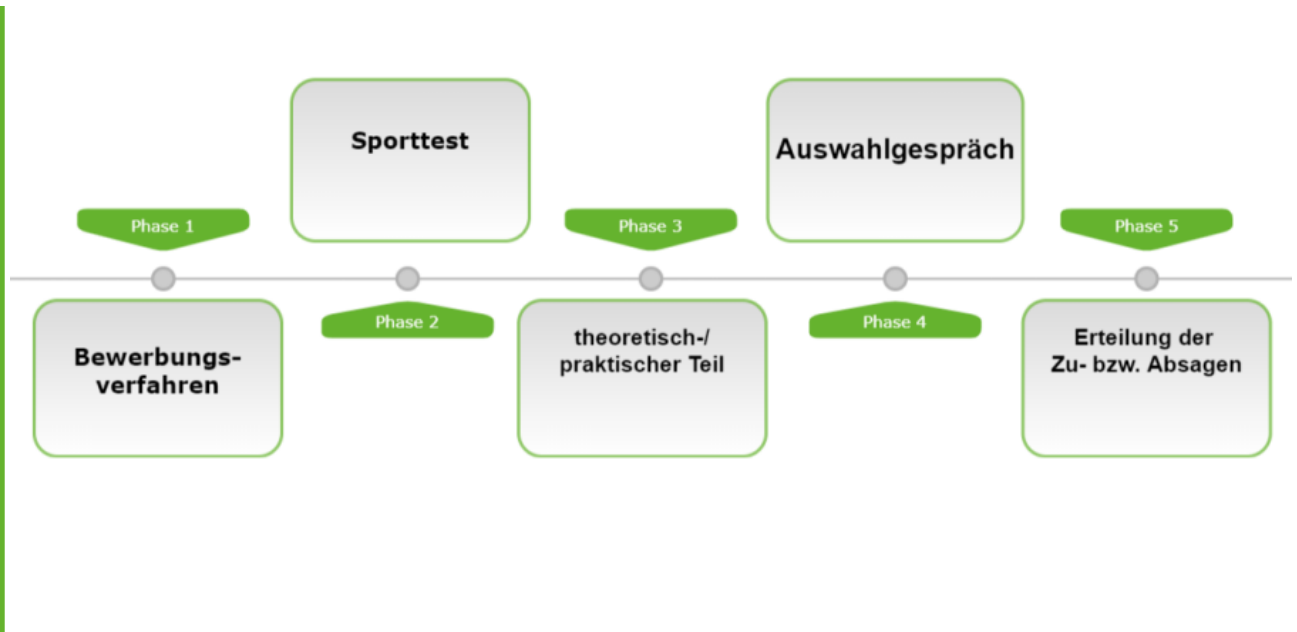 Phase 1
Bewerbungs-
verfahren
Sporttest
Phase 2
Phase 3
theoretisch-/
praktischer Teil
Auswahlgespräch
Phase 4
Phase 5
Erteilung der
Zu- bzw. Absagen